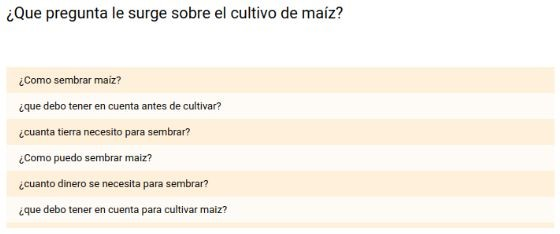 ¿Que pregunta le surge sobre el cultivo de maíz?
¿Como sembrar maíz?
¿que debo tener en cuenta antes de cultivar?
¿cuanta tierra necesito para sembrar?
¿Como puedo sembrar maiz?
¿cuanto dinero se necesita para sembrar?
¿que debo tener en cuenta para cultivar maiz?